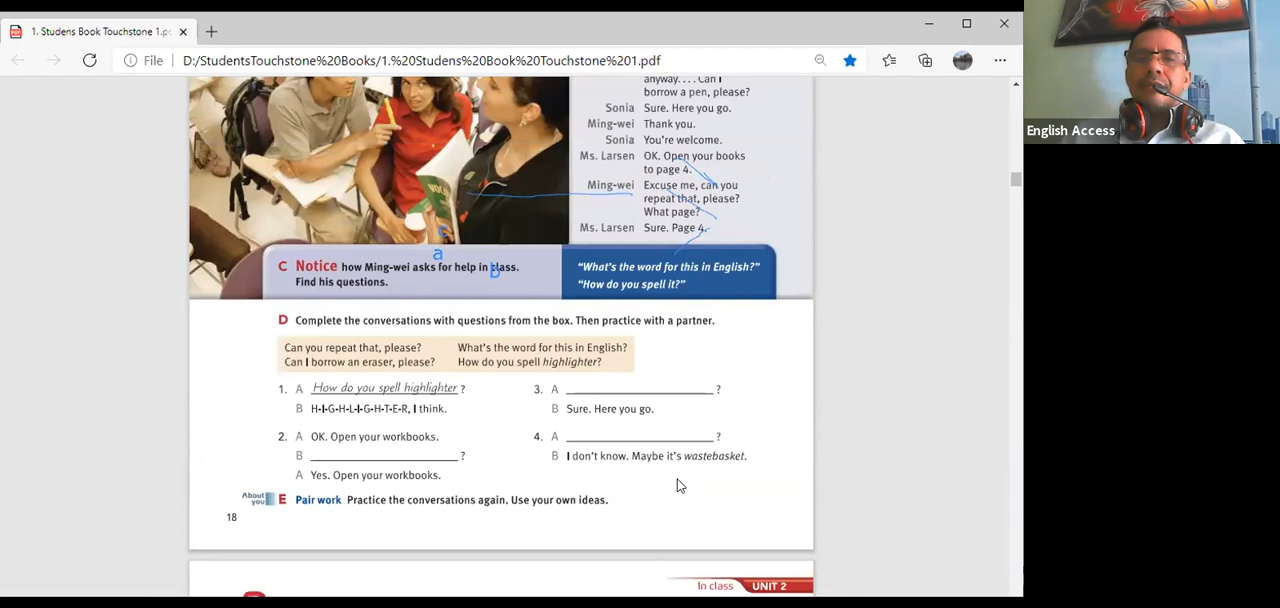 1. Studens Book Touchstone 1.p
File D:/StudentsTouchstone%20Books/1.%20Studens%20Book%20Touchstone%201.pdf
English Access
anyway. . . . Can I
borrow a pen, please?
Sonia Sure. Here you go.
Ming-wei Thank you.
Sonia You're welcome.
Ms. Larsen OK. Open your books
to page 4.
Ming-wei Excuse me, can you
repeat that, please?
What page?
Ms. Larsen Sure. Page 4.
c
a
b
C Notice how Ming-wei asks for help in class.
Find his questions.
"What's the word for this in English?"
"How do you spell it?"
D Complete the conversations with questions from the box. Then practice with a partner.
Can you repeat that, please? What's the word for this in English?
Can I borrow an eraser, please? How do you spell highlighter?
1. A How do you spell highlighter ?
B H-I-G-H-L-I-G-H-T-E-R, I think.
2. A OK. Open your workbooks.
B ?
A Yes. Open your workbooks.
3. A ?
B Sure. Here you go.
4. A ?
B I don't know. Maybe it's wastebasket.
About you E Pair work Practice the conversations again. Use your own ideas.
18
In class UNIT 2